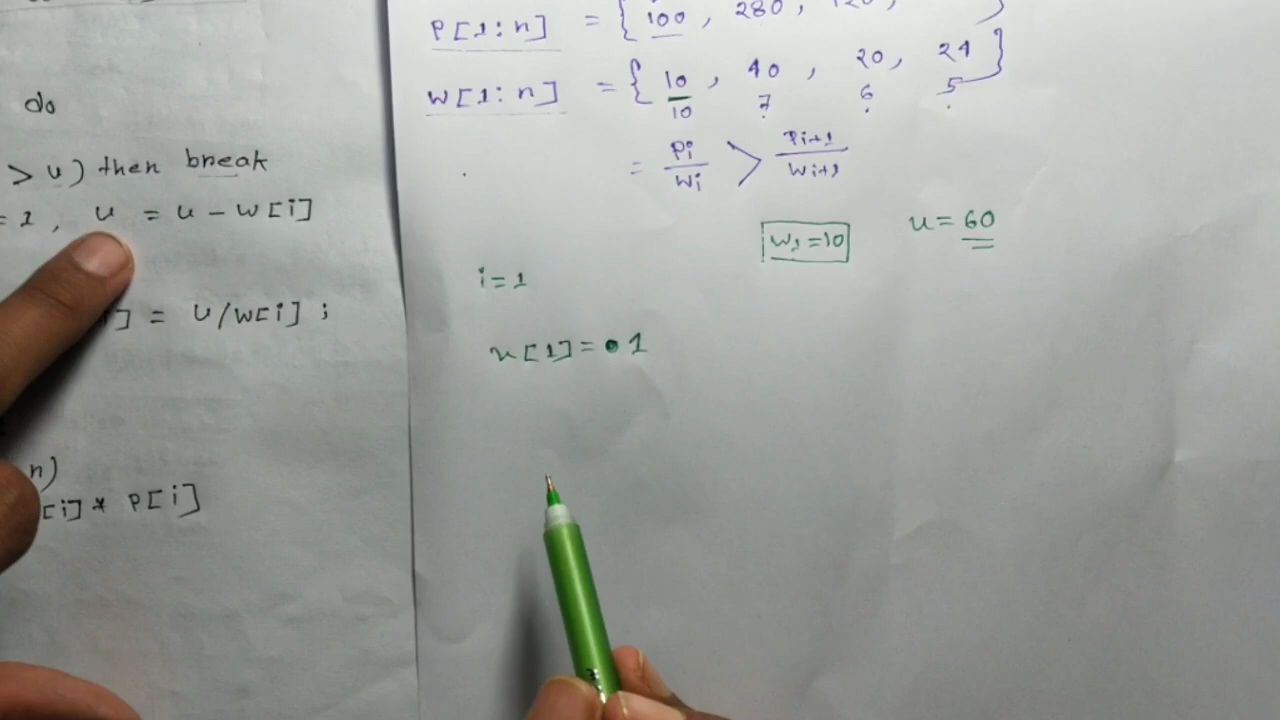 do
> u) then break
= 1, u = u - w[i]
] = U/w[i] ;
n)
[i] * P[i]
P[1:n] = { 100, 280, 120, }
W[1:n] = { 10, 40, 20, 24 }
10 7 6 5
= Pi/Wi > Pi+1/Wi+1
W1 = 10 u = 60
i = 1
x[1] = 1